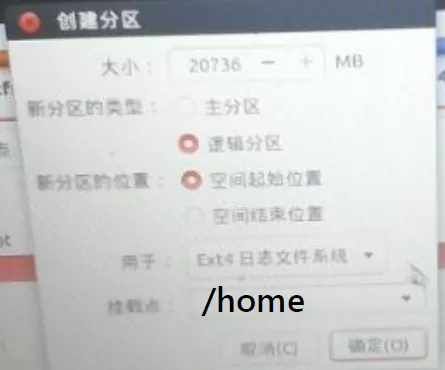 创建分区
大小： 20736 − + MB
新分区的类型： 主分区
逻辑分区
新分区的位置： 空间起始位置
空间结束位置
用于： Ext4 日志文件系统
挂载点： /home
取消(C) 确定(O)